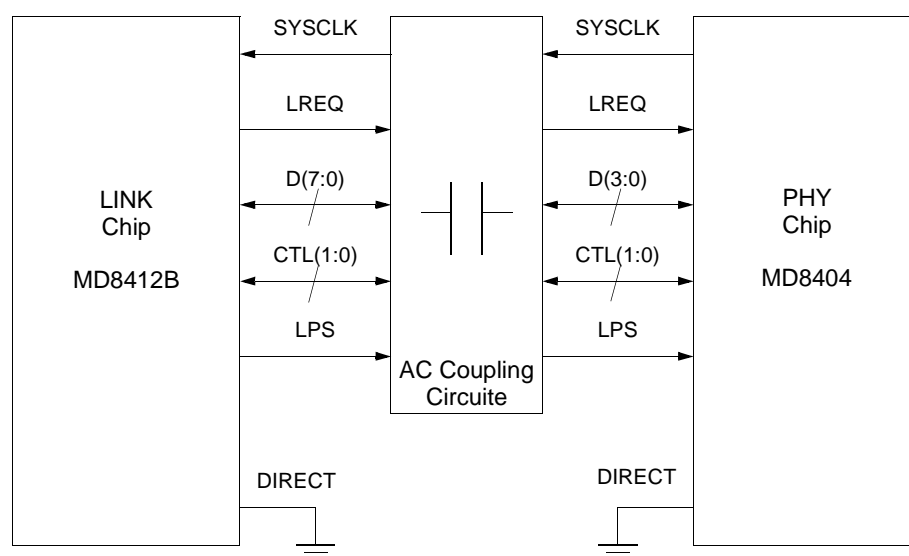 SYSCLK
SYSCLK
LREQ
LREQ
D(7:0)
D(3:0)
LINK
Chip
PHY
Chip
CTL(1:0)
CTL(1:0)
MD8412B
MD8404
LPS
LPS
AC Coupling
Circuite
DIRECT
DIRECT